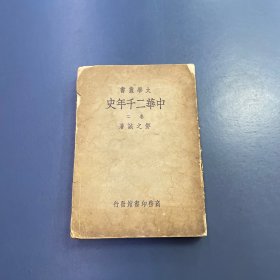 書叢學大
史年千二華中
卷二
著誠之鄧
行發館書印務商